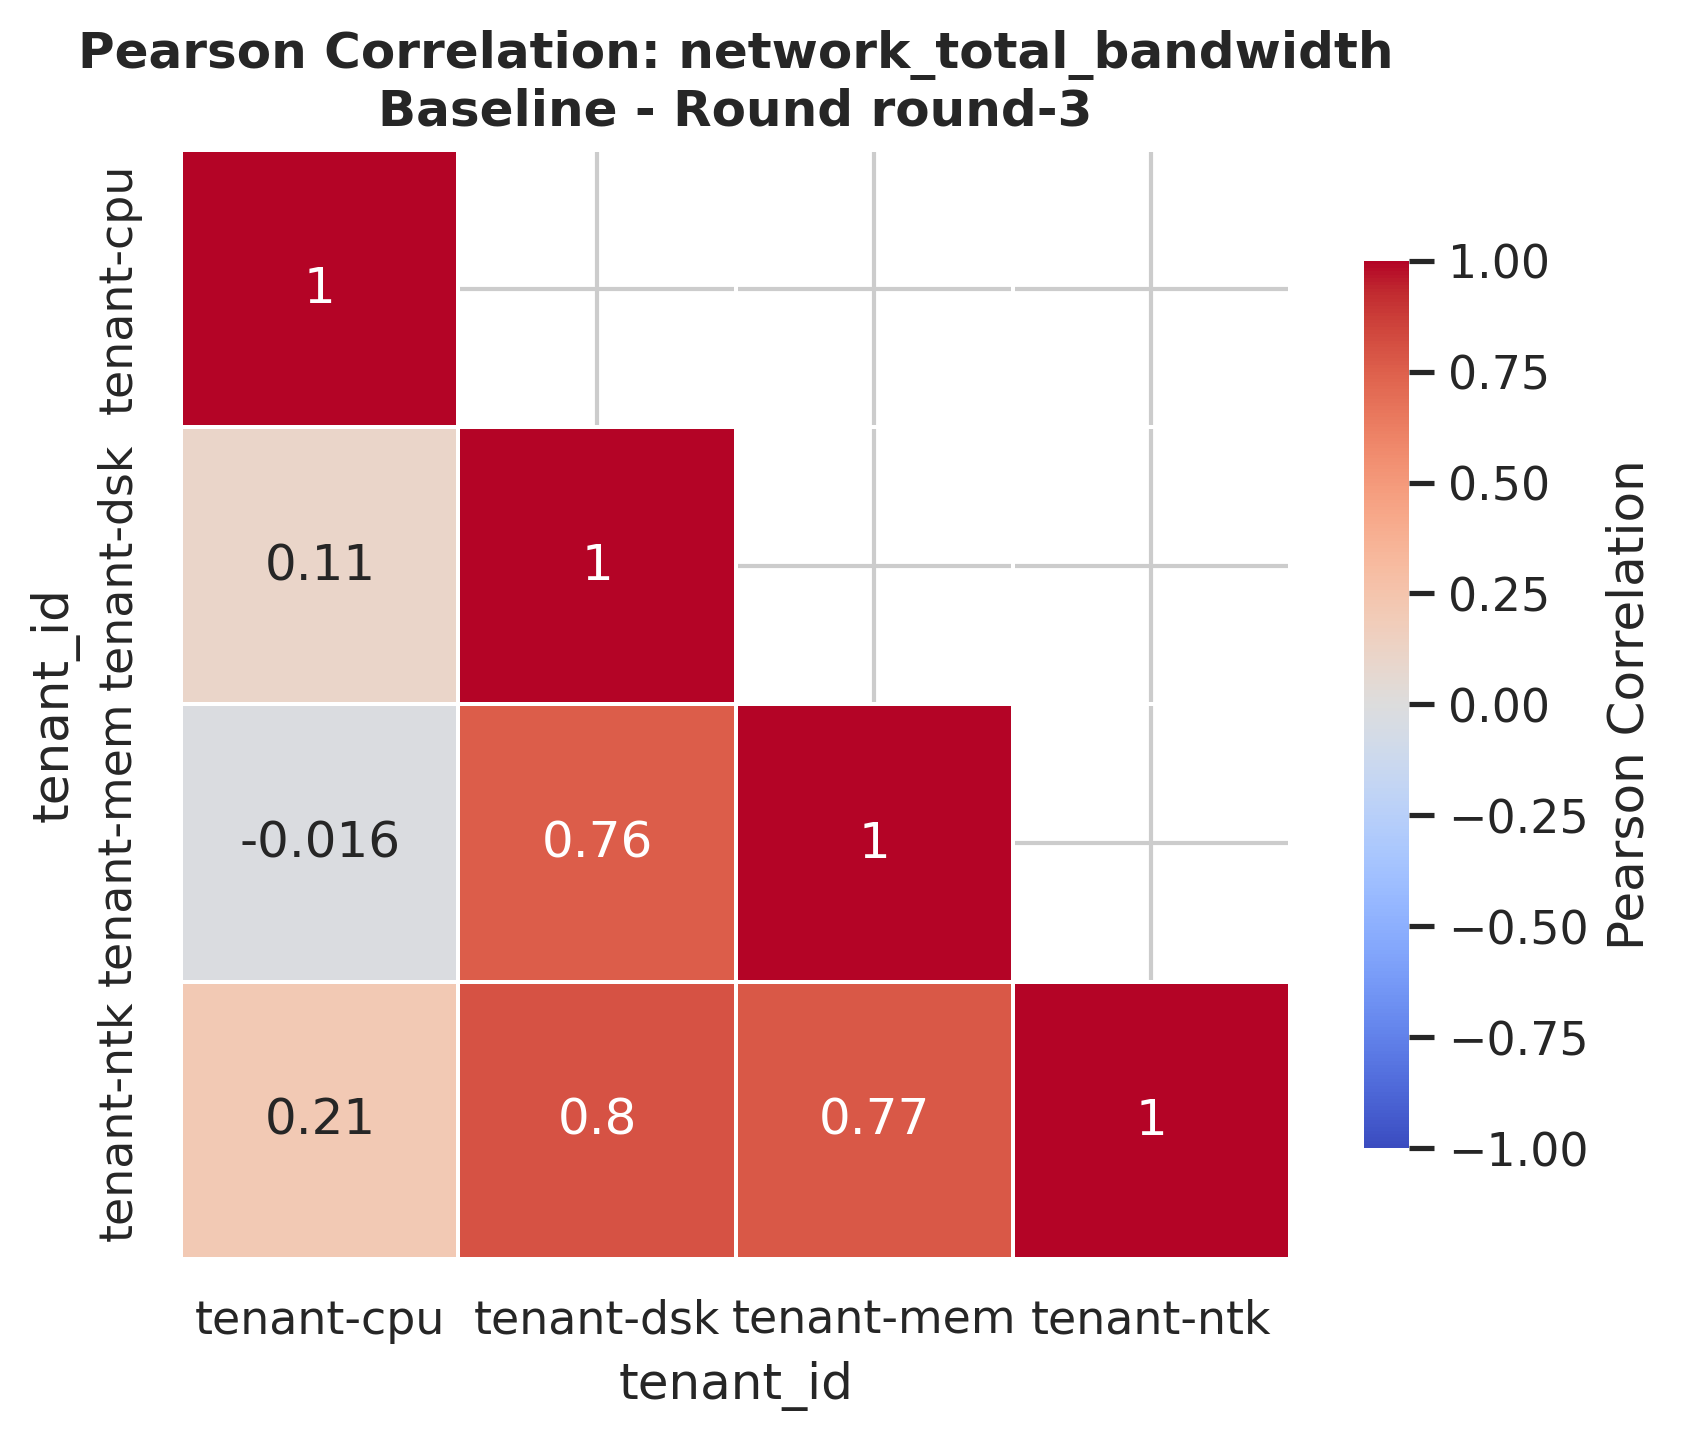 Pearson Correlation: network_total_bandwidth
Baseline - Round round-3
tenant_id
tenant-cpu
1
tenant-dsk
0.11 1
tenant-mem
-0.016 0.76 1
tenant-ntk
0.21 0.8 0.77 1
tenant-cpu tenant-dsk tenant-mem tenant-ntk
tenant_id
1.00
0.75
0.50
0.25
0.00
−0.25
−0.50
−0.75
−1.00
Pearson Correlation